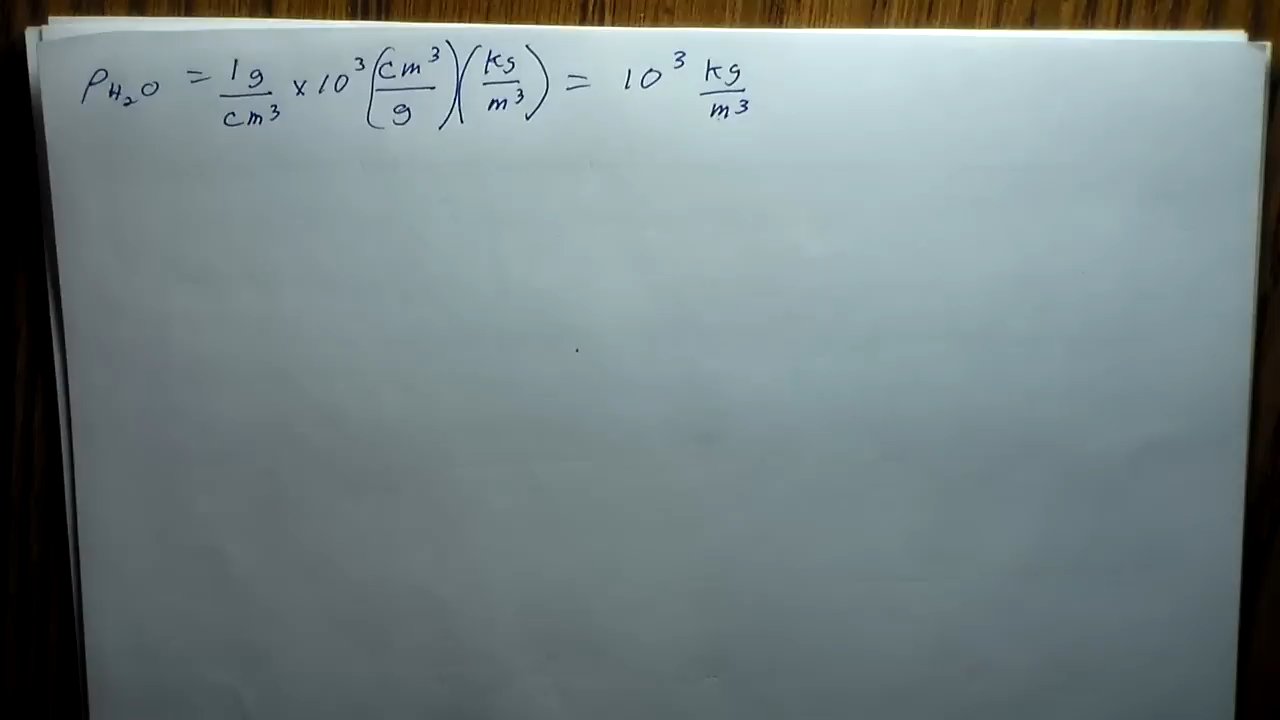 ρH₂O = 1g/cm³ × 10³ (cm³/g)(kg/m³) = 10³ kg/m³